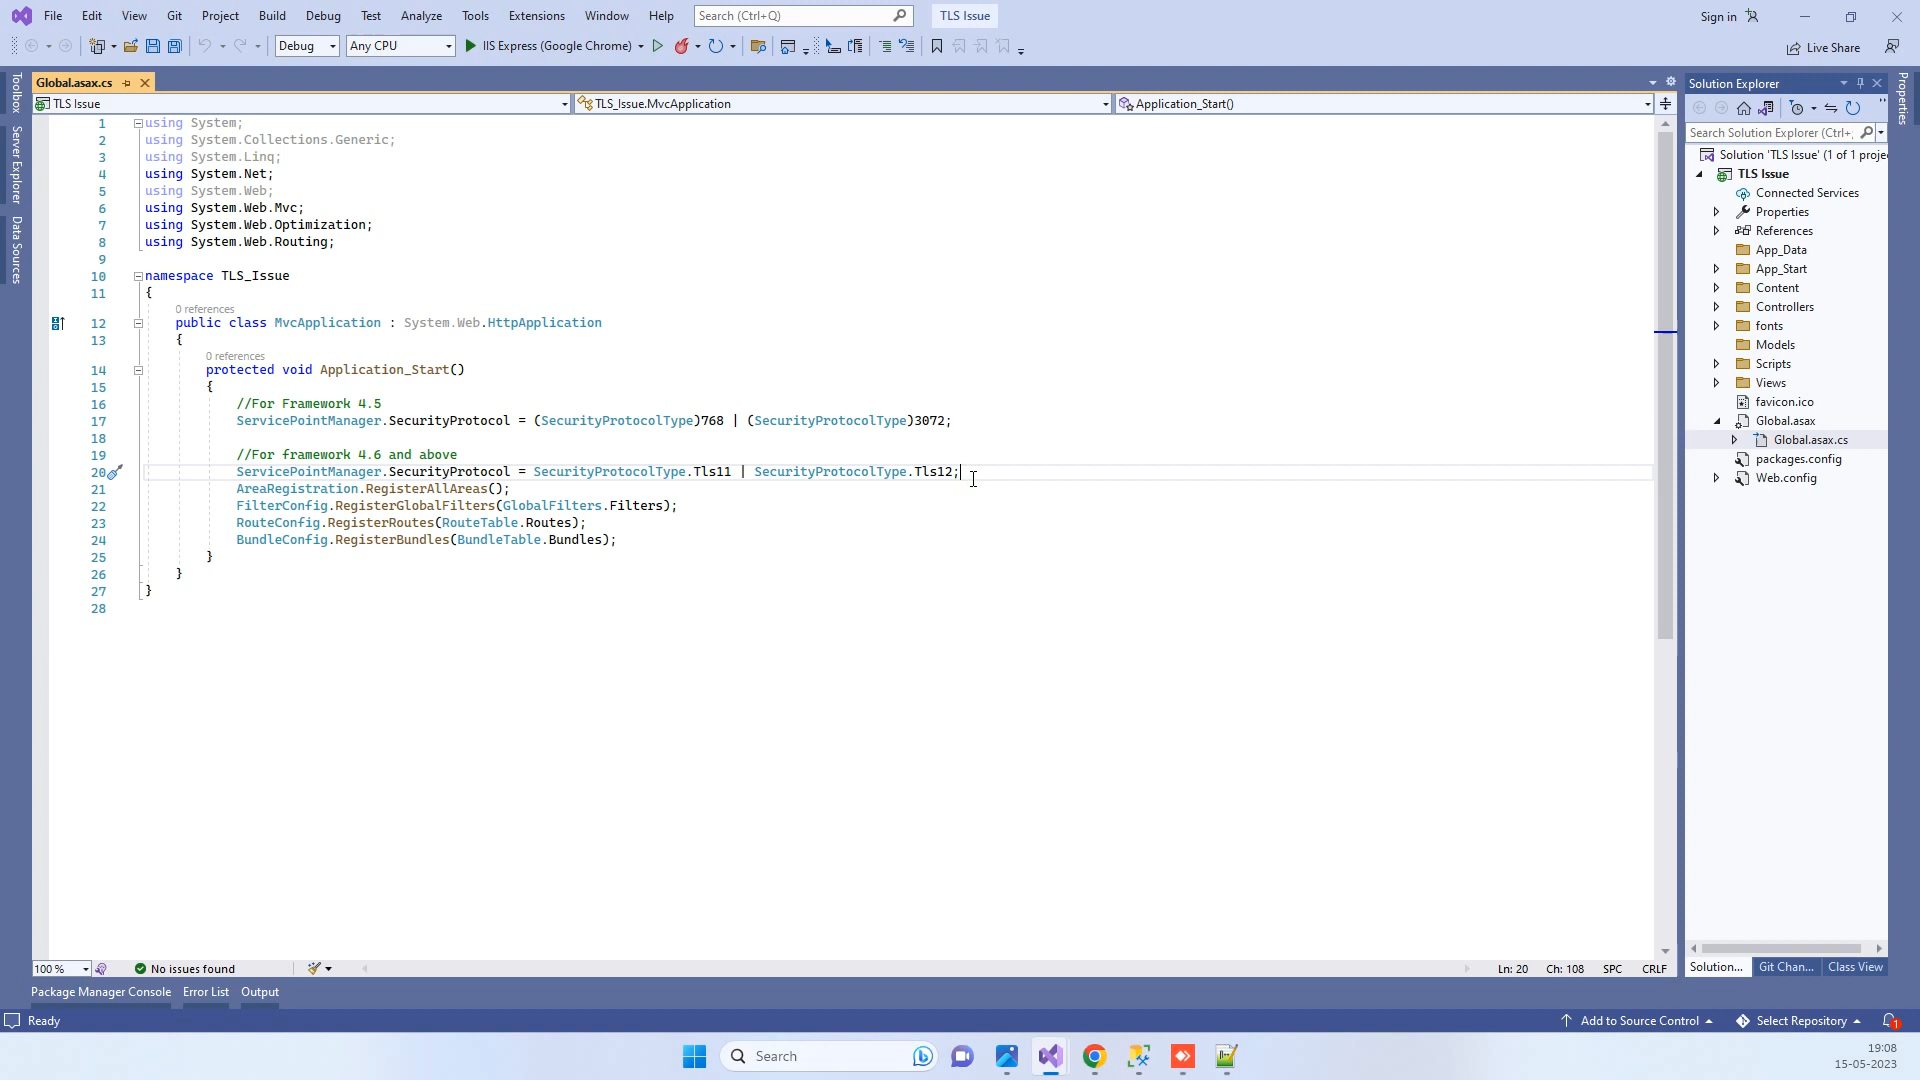 File Edit View Git Project Build Debug Test Analyze Tools Extensions Window Help Search (Ctrl+Q) TLS Issue Sign in
Debug Any CPU IIS Express (Google Chrome) Live Share
Toolbox
Server Explorer
Data Sources
Global.asax.cs
TLS Issue TLS_Issue.MvcApplication Application_Start()
1 using System;
2 using System.Collections.Generic;
3 using System.Linq;
4 using System.Net;
5 using System.Web;
6 using System.Web.Mvc;
7 using System.Web.Optimization;
8 using System.Web.Routing;
9
10 namespace TLS_Issue
11 {
0 references
12 public class MvcApplication : System.Web.HttpApplication
13 {
0 references
14 protected void Application_Start()
15 {
16 //For Framework 4.5
17 ServicePointManager.SecurityProtocol = (SecurityProtocolType)768 | (SecurityProtocolType)3072;
18
19 //For framework 4.6 and above
20 ServicePointManager.SecurityProtocol = SecurityProtocolType.Tls11 | SecurityProtocolType.Tls12;
21 AreaRegistration.RegisterAllAreas();
22 FilterConfig.RegisterGlobalFilters(GlobalFilters.Filters);
23 RouteConfig.RegisterRoutes(RouteTable.Routes);
24 BundleConfig.RegisterBundles(BundleTable.Bundles);
25 }
26 }
27 }
28
100 % No issues found Ln: 20 Ch: 108 SPC CRLF
Solution Explorer
Search Solution Explorer (Ctrl+;
Solution 'TLS Issue' (1 of 1 proje
TLS Issue
Connected Services
Properties
References
App_Data
App_Start
Content
Controllers
fonts
Models
Scripts
Views
favicon.ico
Global.asax
Global.asax.cs
packages.config
Web.config
Solution... Git Chan... Class View
Properties
Package Manager Console Error List Output
Ready Add to Source Control Select Repository 1
Search
19:08
15-05-2023